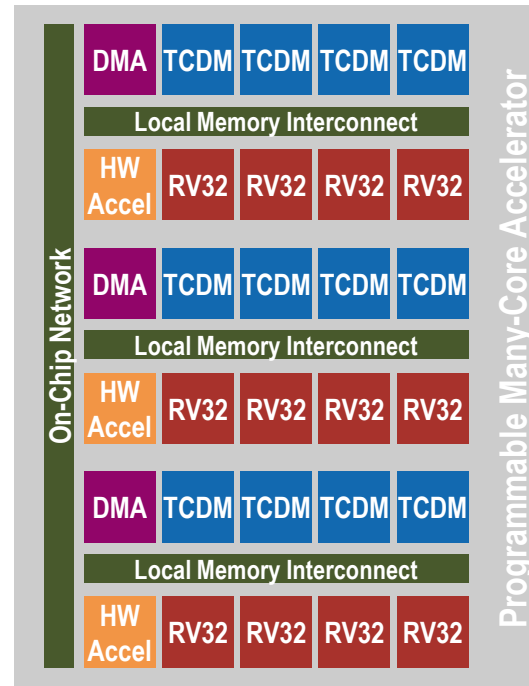 DMA TCDM TCDM TCDM TCDM
Local Memory Interconnect
HW
Accel RV32 RV32 RV32 RV32
DMA TCDM TCDM TCDM TCDM
Local Memory Interconnect
HW
Accel RV32 RV32 RV32 RV32
DMA TCDM TCDM TCDM TCDM
Local Memory Interconnect
HW
Accel RV32 RV32 RV32 RV32
On-Chip Network
Programmable Many-Core Accelerator